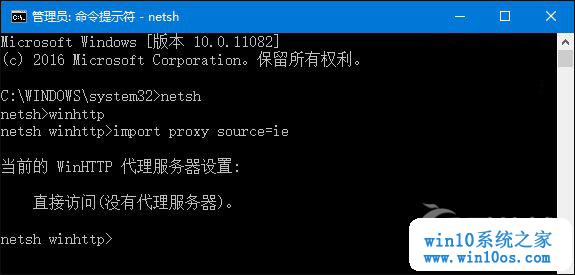 管理员: 命令提示符 - netsh
Microsoft Windows [版本 10.0.11082]
(c) 2016 Microsoft Corporation。保留所有权利。
C:\WINDOWS\system32>netsh
netsh>winhttp
netsh winhttp>import proxy source=ie
当前的 WinHTTP 代理服务器设置:
直接访问(没有代理服务器)。
netsh winhttp>
win10系统之家
www.win10os.com